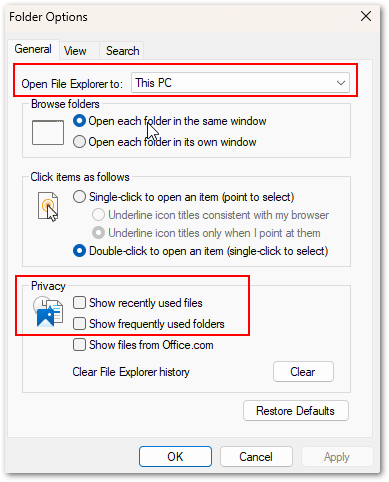 Folder Options
General
View
Search
Open File Explorer to:
This PC
Browse folders
Open each folder in the same window
Open each folder in its own window
Click items as follows
Single-click to open an item (point to select)
Underline icon titles consistent with my browser
Underline icon titles only when I point at them
Double-click to open an item (single-click to select)
Privacy
Show recently used files
Show frequently used folders
Show files from Office.com
Clear File Explorer history
Clear
Restore Defaults
OK
Cancel
Apply